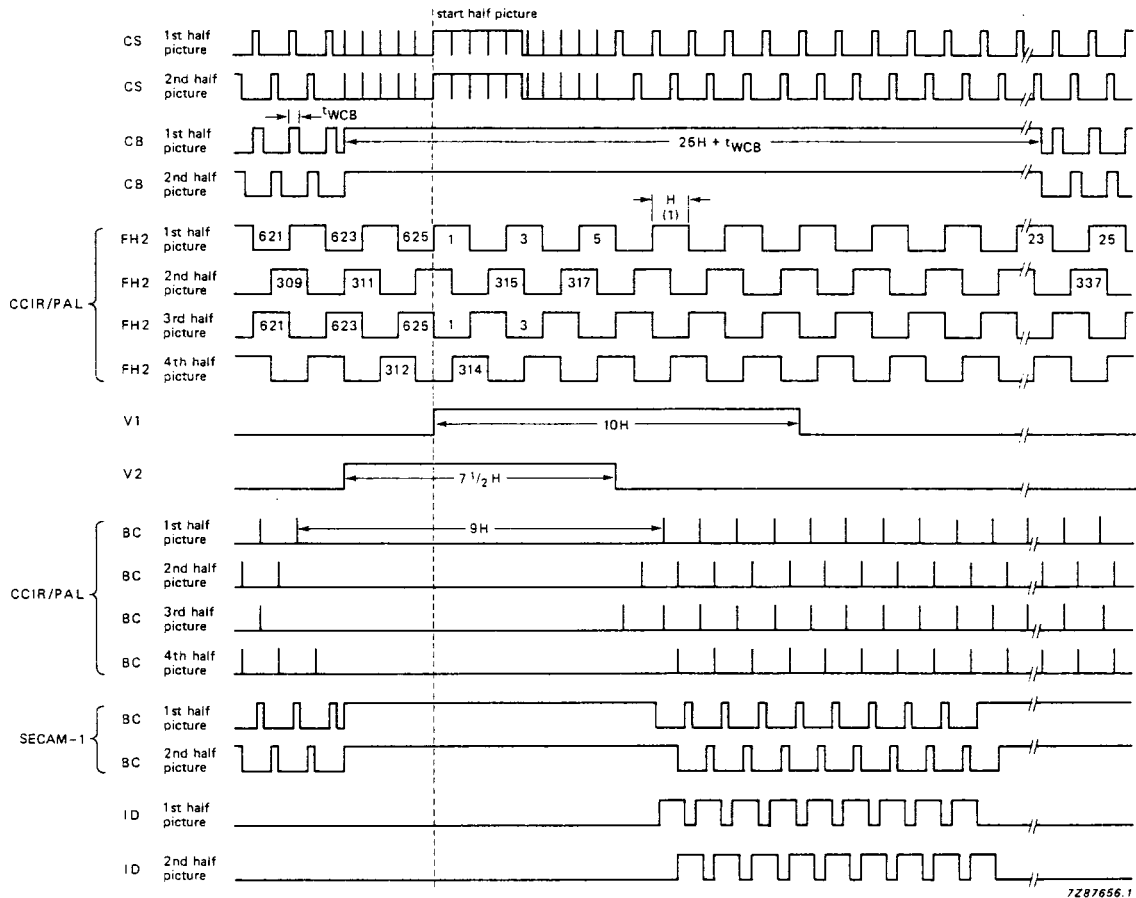 start half picture
CS 1st half picture
CS 2nd half picture
tWCB
CB 1st half picture
25H + tWCB
CB 2nd half picture
H (1)
CCIR/PAL
FH2 1st half picture
621 623 625 1 3 5 23 25
FH2 2nd half picture
309 311 315 317 337
FH2 3rd half picture
621 623 625 1 3
FH2 4th half picture
312 314
V1
10H
V2
7 1/2 H
CCIR/PAL
BC 1st half picture
9H
BC 2nd half picture
BC 3rd half picture
BC 4th half picture
SECAM-1
BC 1st half picture
BC 2nd half picture
ID 1st half picture
ID 2nd half picture
7Z87656.1